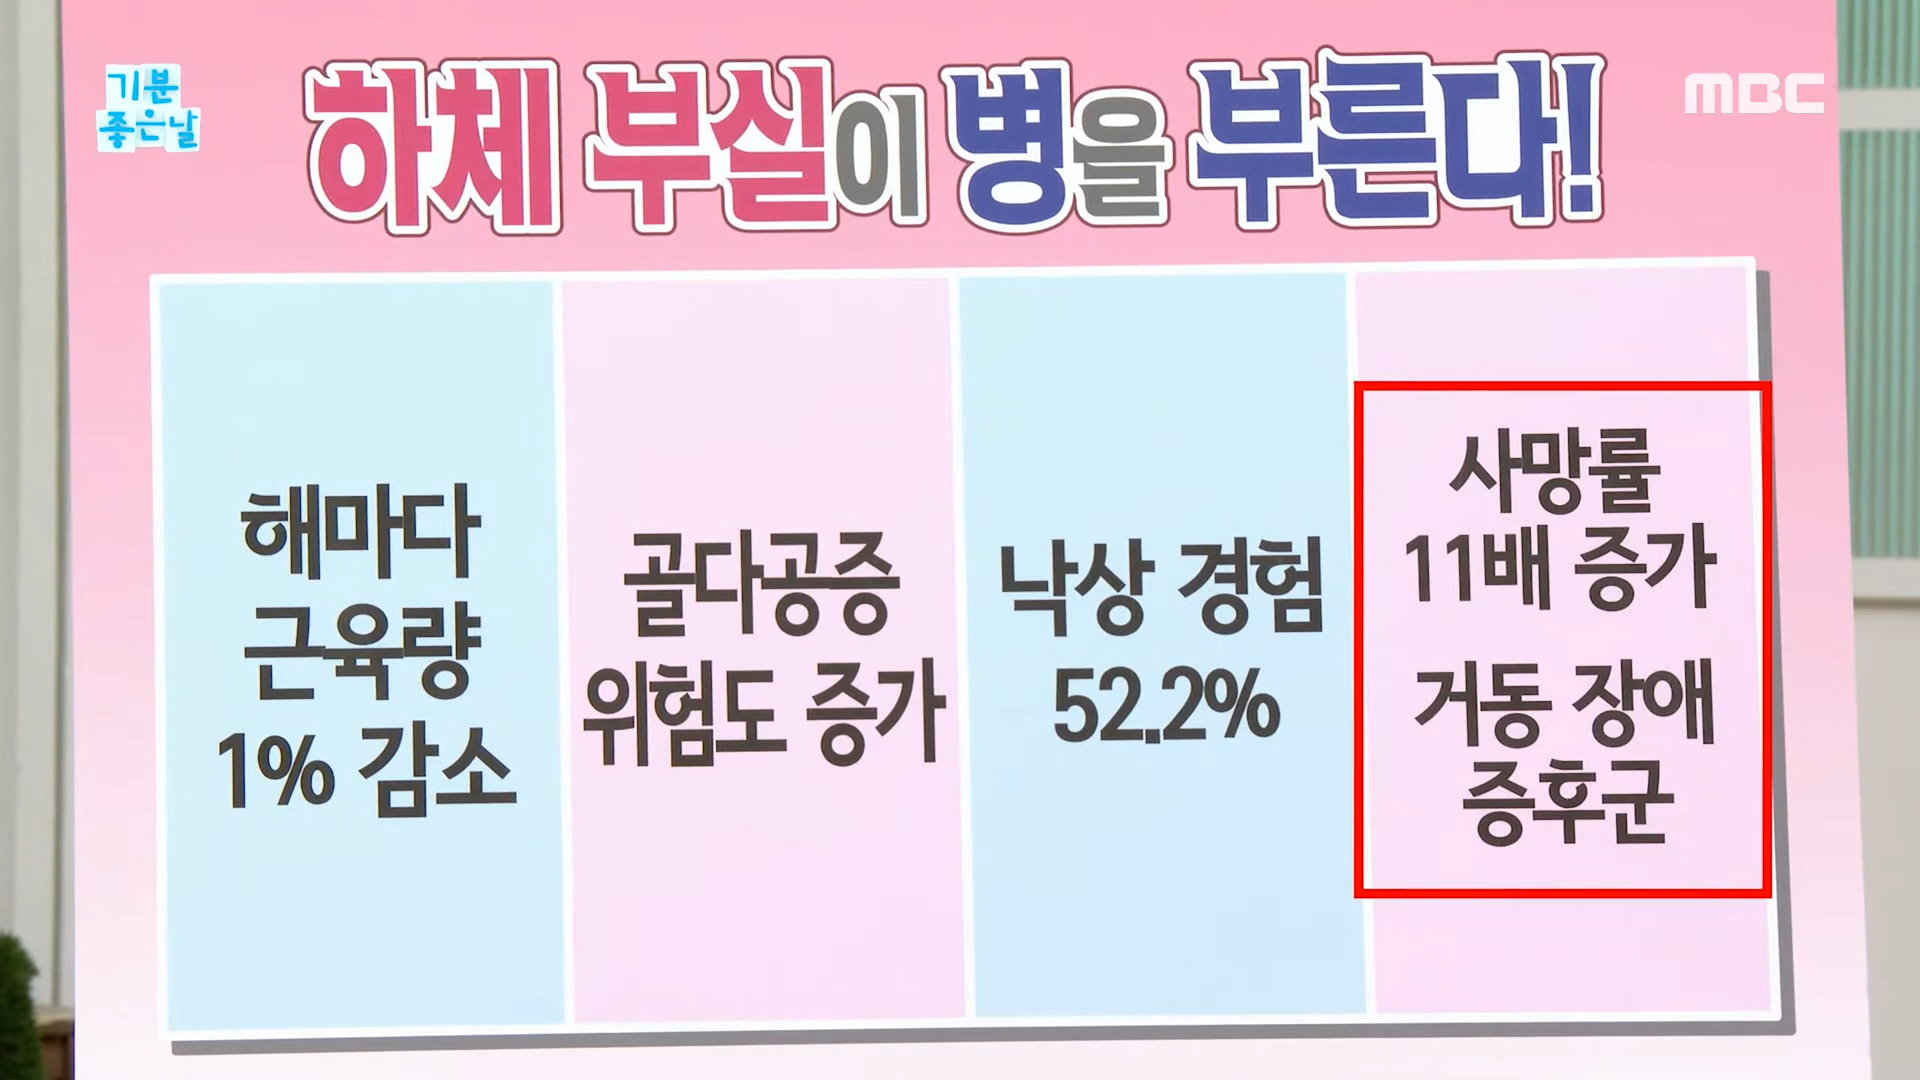 기분
좋은날
MBC
하체 부실이 병을 부른다!
해마다
근육량
1% 감소
골다공증
위험도 증가
낙상 경험
52.2%
사망률
11배 증가
거동 장애
증후군